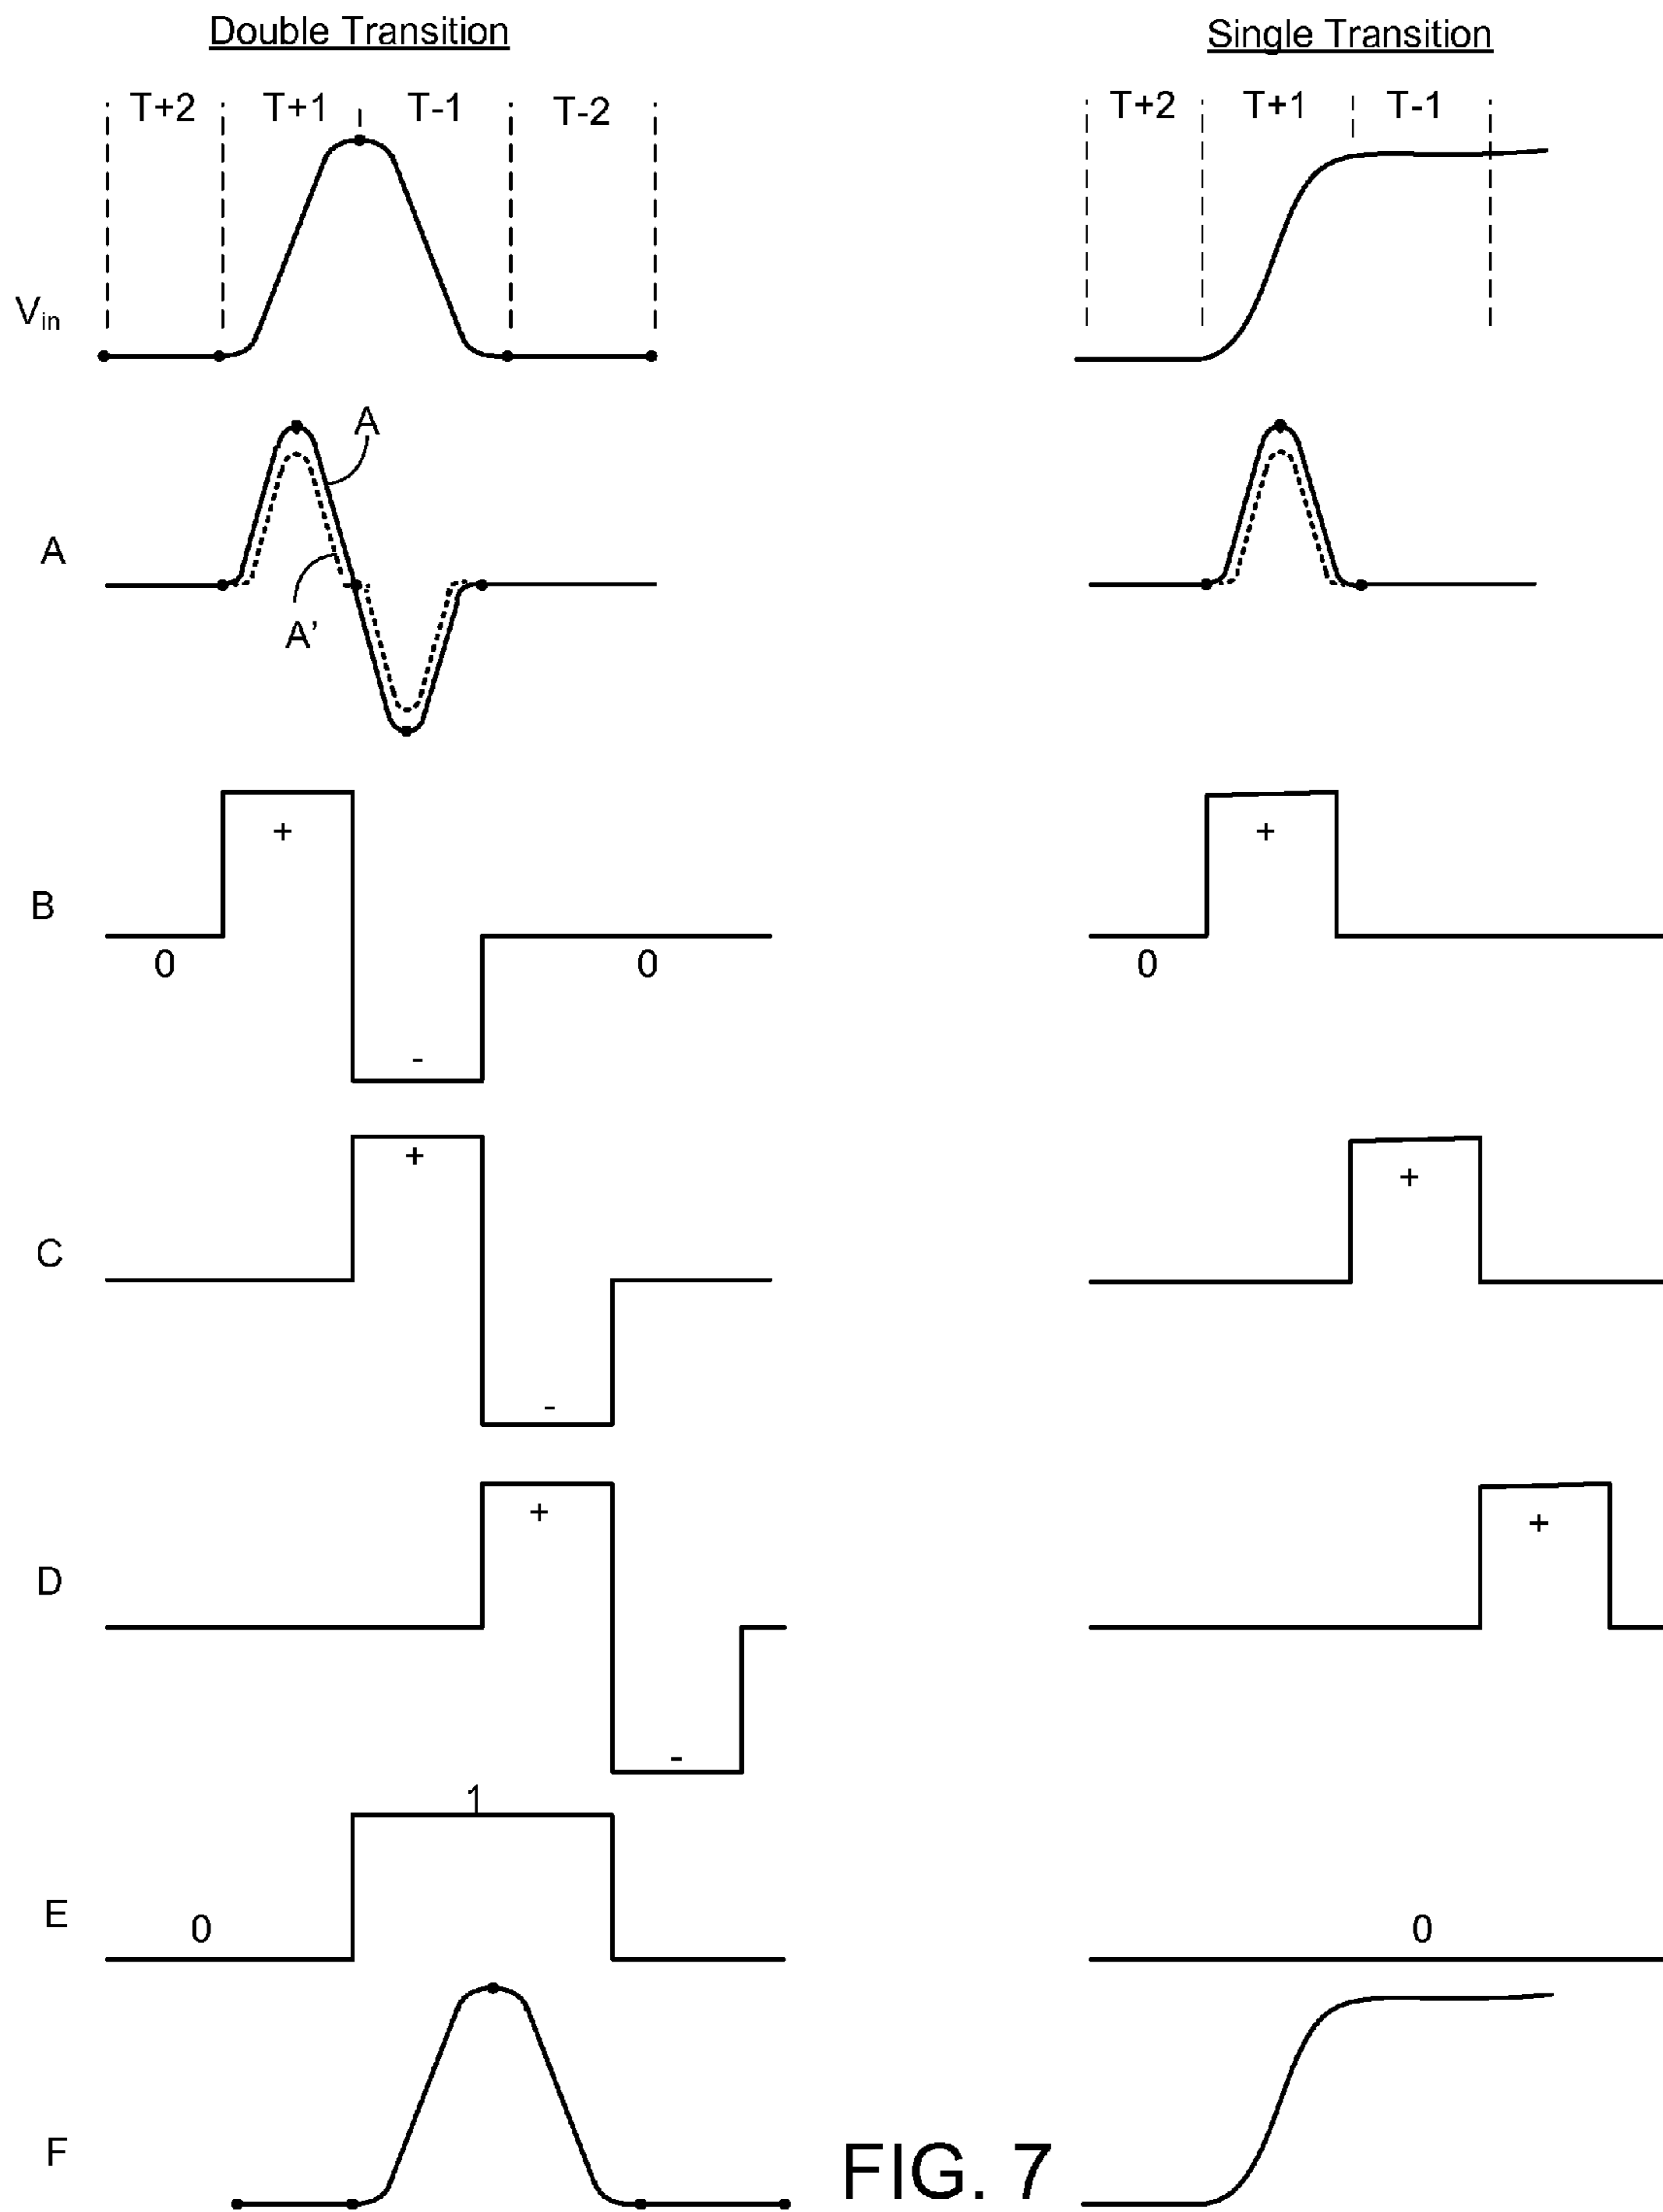 Double Transition Single Transition
T+2 T+1 T-1 T-2 T+2 T+1 T-1
Vin
A
A
A'
+ +
B
0 0 0
-
+ +
C
-
+ +
D
-
1
E
0 0
F
FIG. 7